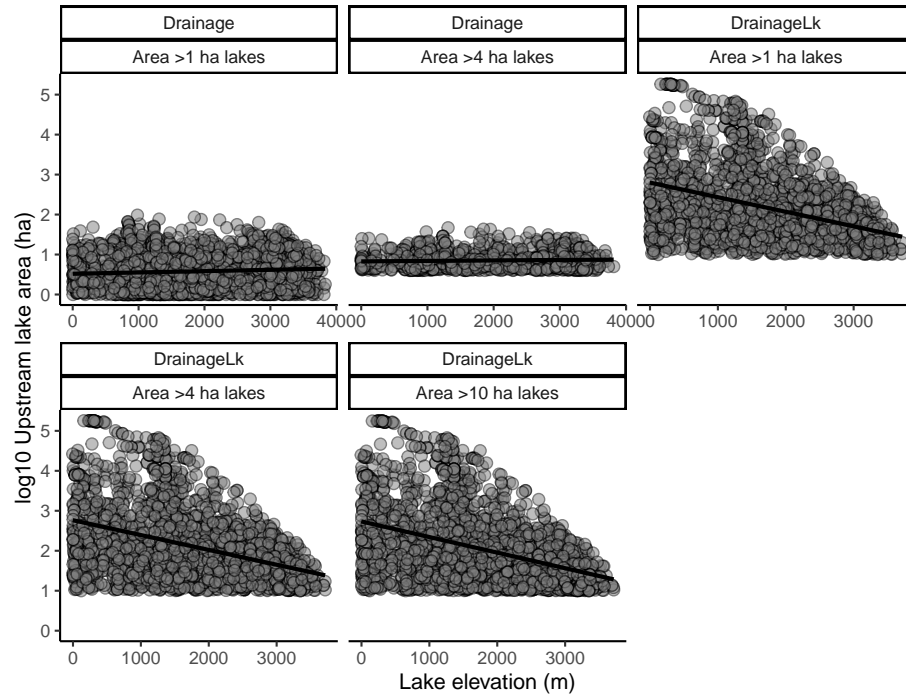 Drainage
Area >1 ha lakes
Drainage
Area >4 ha lakes
DrainageLk
Area >1 ha lakes
log10 Upstream lake area (ha)
5
4
3
2
1
0
0 1000 2000 3000 4000
0 1000 2000 3000 4000
0 1000 2000 3000
DrainageLk
Area >4 ha lakes
DrainageLk
Area >10 ha lakes
5
4
3
2
1
0
0 1000 2000 3000
0 1000 2000 3000
Lake elevation (m)